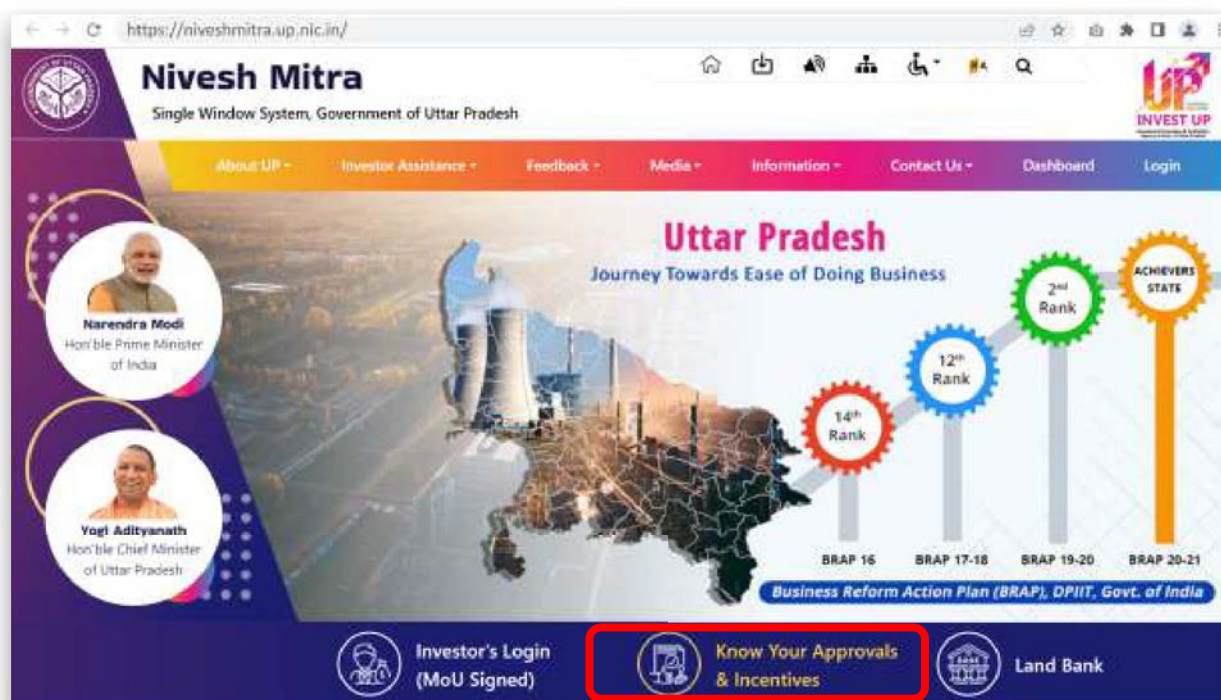 https://niveshmitra.up.nic.in/
Nivesh Mitra
Single Window System, Government of Uttar Pradesh
UP
INVEST UP
About UP
Investor Assistance
Feedback
Media
Information
Contact Us
Dashboard
Login
Narendra Modi
Hon'ble Prime Minister
of India
Yogi Adityanath
Hon'ble Chief Minister
of Uttar Pradesh
Uttar Pradesh
Journey Towards Ease of Doing Business
14th
Rank
12th
Rank
2nd
Rank
ACHIEVERS
STATE
BRAP 16
BRAP 17-18
BRAP 19-20
BRAP 20-21
Business Reform Action Plan (BRAP), DPIIT, Govt. of India
Investor's Login
(MoU Signed)
Know Your Approvals
& Incentives
BANK
Land Bank